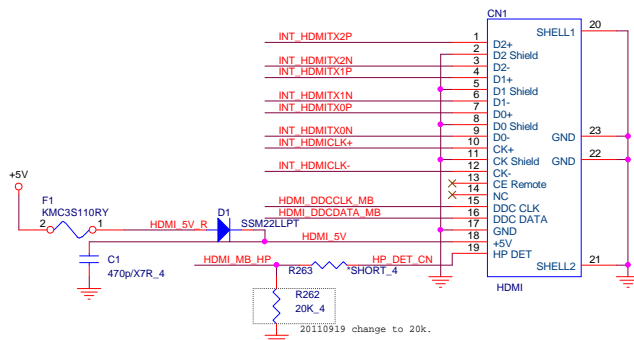 CN1
SHELL1 20
INT_HDMITX2P 1 D2+
2 D2 Shield
INT_HDMITX2N 3 D2-
INT_HDMITX1P 4 D1+
5 D1 Shield
INT_HDMITX1N 6 D1-
INT_HDMITX0P 7 D0+
8 D0 Shield
INT_HDMITX0N 9 D0- GND 23
INT_HDMICLK+ 10 CK+
11 CK Shield GND 22
INT_HDMICLK- 12 CK-
13 CE Remote
14 NC
HDMI_DDCCLK_MB 15 DDC CLK
HDMI_DDCDATA_MB 16 DDC DATA
17 GND
18 +5V
19 HP DET
SHELL2 21
HDMI
+5V
F1
KMC3S110RY
2 1
HDMI_5V_R
D1
SSM22LLPT
HDMI_5V
C1
470p/X7R_4
HDMI_MB_HP
R263
*SHORT_4
HP_DET_CN
R262
20K_4
20110919 change to 20k.